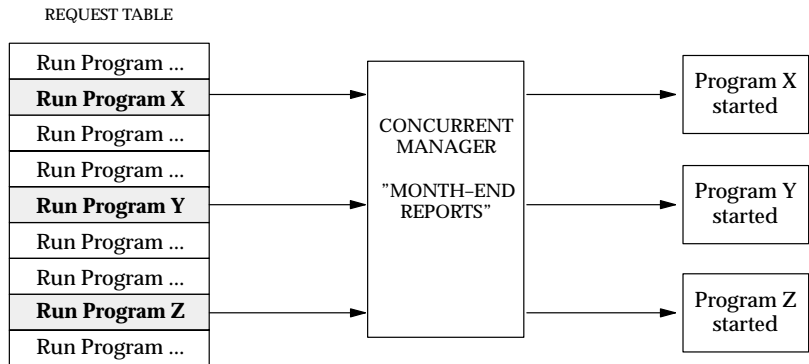 REQUEST TABLE
Run Program ...
Run Program X
Run Program ...
Run Program ...
Run Program Y
Run Program ...
Run Program ...
Run Program Z
Run Program ...
CONCURRENT
MANAGER
”MONTH–END
REPORTS”
Program X
started
Program Y
started
Program Z
started